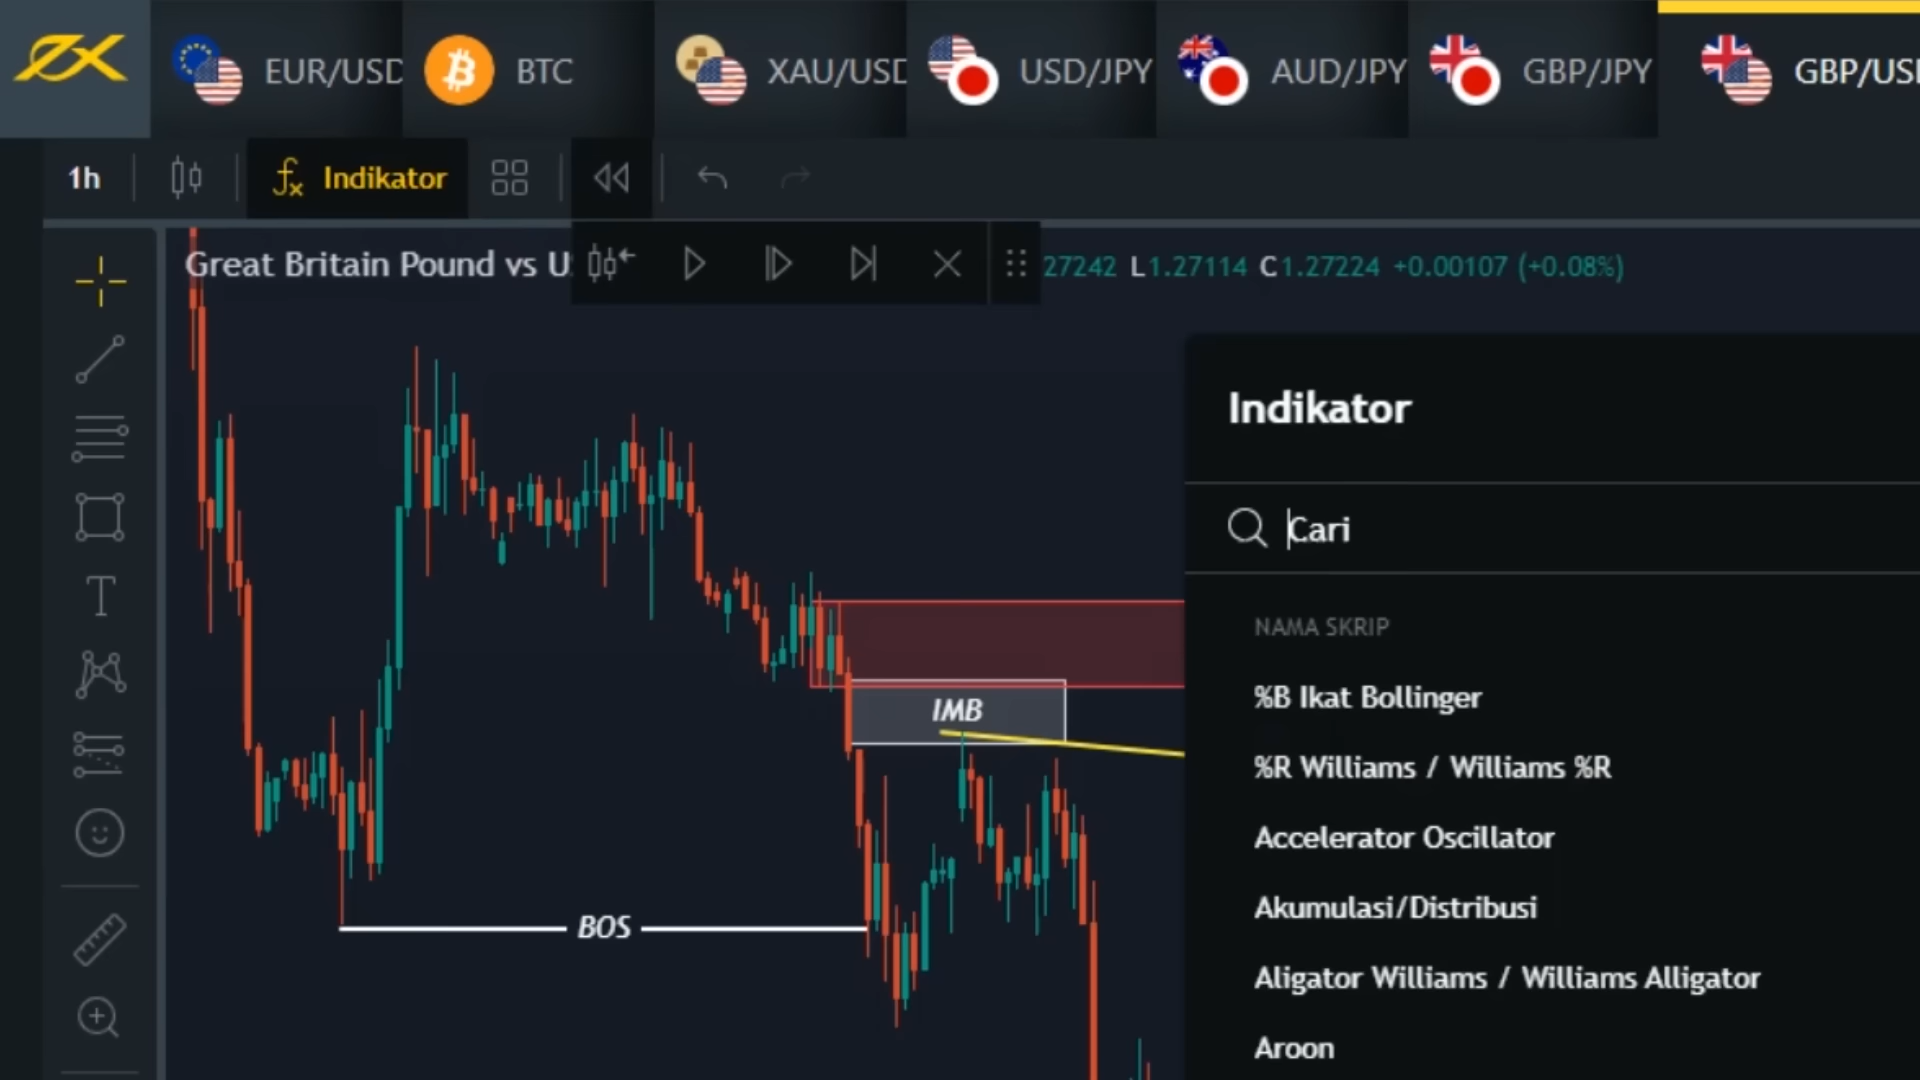 EUR/USD
BTC
XAU/USD
USD/JPY
AUD/JPY
GBP/JPY
GBP/US
1h
Indikator
Great Britain Pound vs U
27242 L1.27114 C1.27224 +0.00107 (+0.08%)
Indikator
Cari
NAMA SKRIP
%B Ikat Bollinger
%R Williams / Williams %R
Accelerator Oscillator
Akumulasi/Distribusi
Aligator Williams / Williams Alligator
Aroon
IMB
BOS